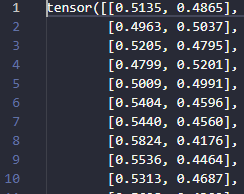 1 tensor([[0.5135, 0.4865],
2 [0.4963, 0.5037],
3 [0.5205, 0.4795],
4 [0.4799, 0.5201],
5 [0.5009, 0.4991],
6 [0.5404, 0.4596],
7 [0.5440, 0.4560],
8 [0.5824, 0.4176],
9 [0.5536, 0.4464],
10 [0.5313, 0.4687],